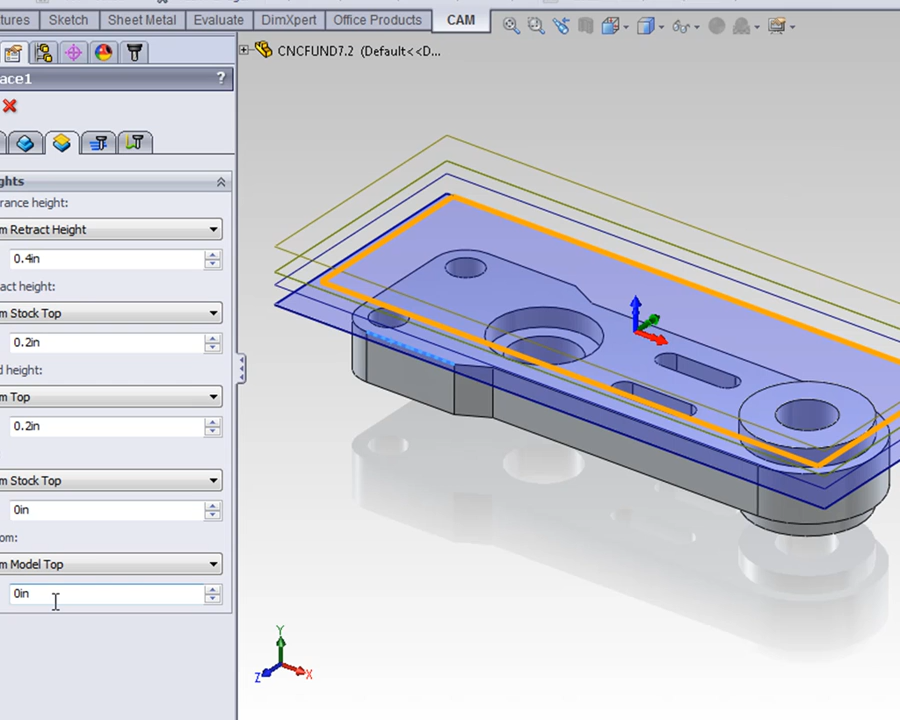 tures Sketch Sheet Metal Evaluate DimXpert Office Products CAM
CNCFUND7.2 (Default<<D...
ace1 ?
ghts
rance height:
m Retract Height
0.4in
act height:
m Stock Top
0.2in
d height:
m Top
0.2in
m Stock Top
0in
om:
m Model Top
0in
Y
Z X